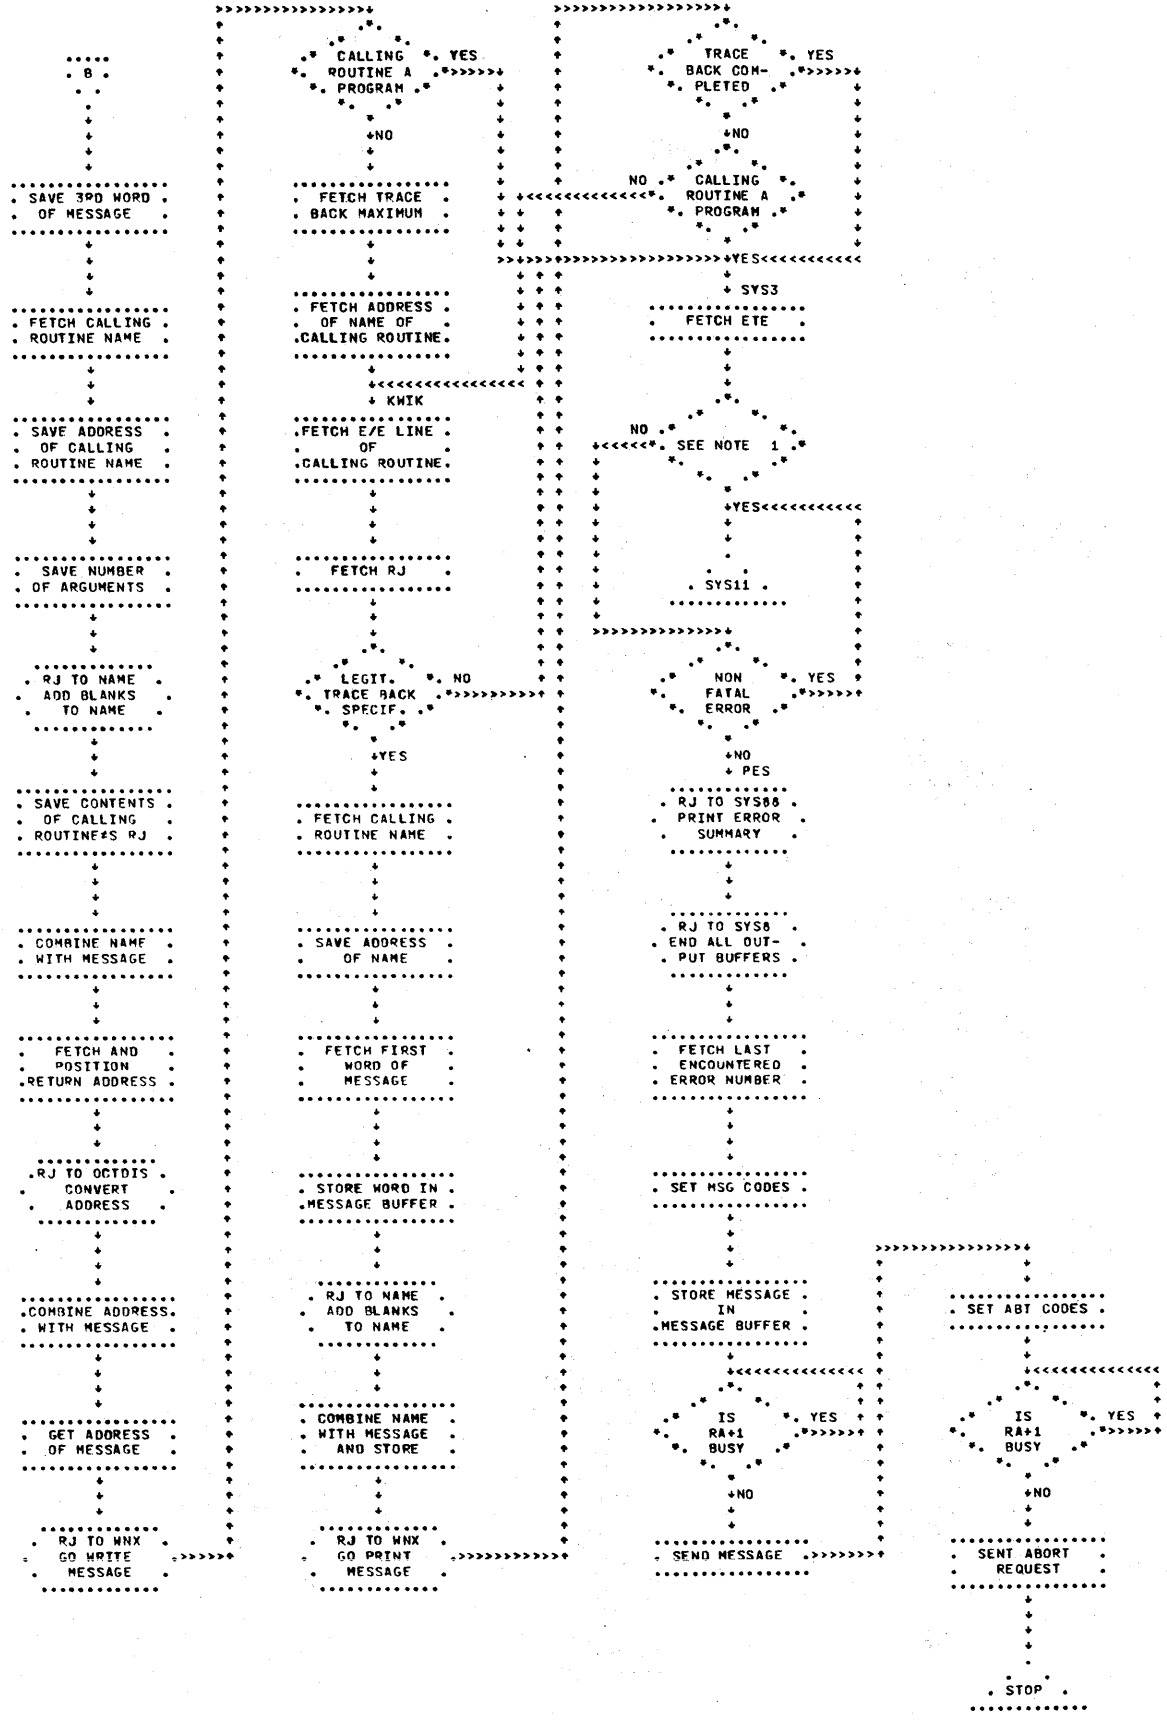 B
SAVE 3RD WORD
OF MESSAGE
FETCH CALLING
ROUTINE NAME
SAVE ADDRESS
OF CALLING
ROUTINE NAME
SAVE NUMBER
OF ARGUMENTS
RJ TO NAME
ADD BLANKS
TO NAME
SAVE CONTENTS
OF CALLING
ROUTINE≠S RJ
COMBINE NAME
WITH MESSAGE
FETCH AND
POSITION
RETURN ADDRESS
RJ TO OCTDIS
CONVERT
ADDRESS
COMBINE ADDRESS
WITH MESSAGE
GET ADDRESS
OF MESSAGE
RJ TO WNX
GO WRITE
MESSAGE
CALLING
ROUTINE A
PROGRAM
YES
NO
FETCH TRACE
BACK MAXIMUM
FETCH ADDRESS
OF NAME OF
CALLING ROUTINE
KWIK
FETCH E/E LINE
OF
CALLING ROUTINE
FETCH RJ
LEGIT.
TRACE BACK
SPECIF.
NO
YES
FETCH CALLING
ROUTINE NAME
SAVE ADDRESS
OF NAME
FETCH FIRST
WORD OF
MESSAGE
STORE WORD IN
MESSAGE BUFFER
RJ TO NAME
ADD BLANKS
TO NAME
COMBINE NAME
WITH MESSAGE
AND STORE
RJ TO WNX
GO PRINT
MESSAGE
TRACE
BACK COM-
PLETED
YES
NO
NO
CALLING
ROUTINE A
PROGRAM
YES
SYS3
FETCH ETE
NO
SEE NOTE 1
YES
SYS11
NON
FATAL
ERROR
YES
NO
PES
RJ TO SYS88
PRINT ERROR
SUMMARY
RJ TO SYS8
END ALL OUT-
PUT BUFFERS
FETCH LAST
ENCOUNTERED
ERROR NUMBER
SET MSG CODES
STORE MESSAGE
IN
MESSAGE BUFFER
IS
RA+1
BUSY
YES
NO
SEND MESSAGE
SET ABT CODES
IS
RA+1
BUSY
YES
NO
SENT ABORT
REQUEST
STOP